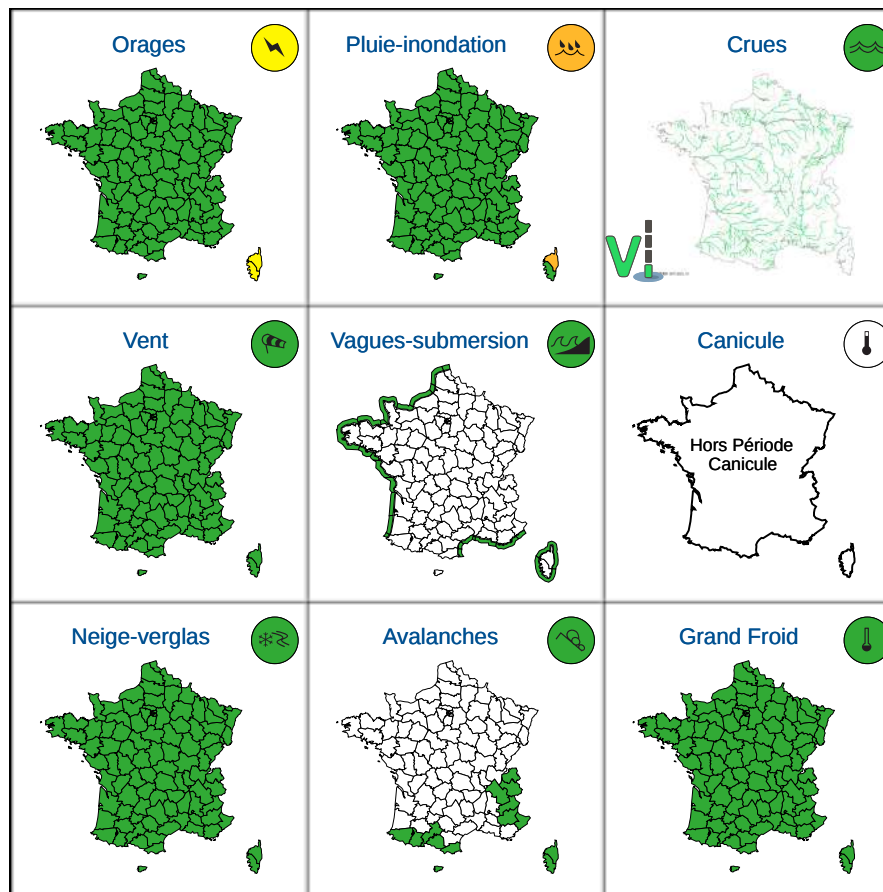 Orages
Pluie-inondation
Crues
Vent
Vagues-submersion
Canicule
Hors Période
Canicule
Neige-verglas
Avalanches
Grand Froid